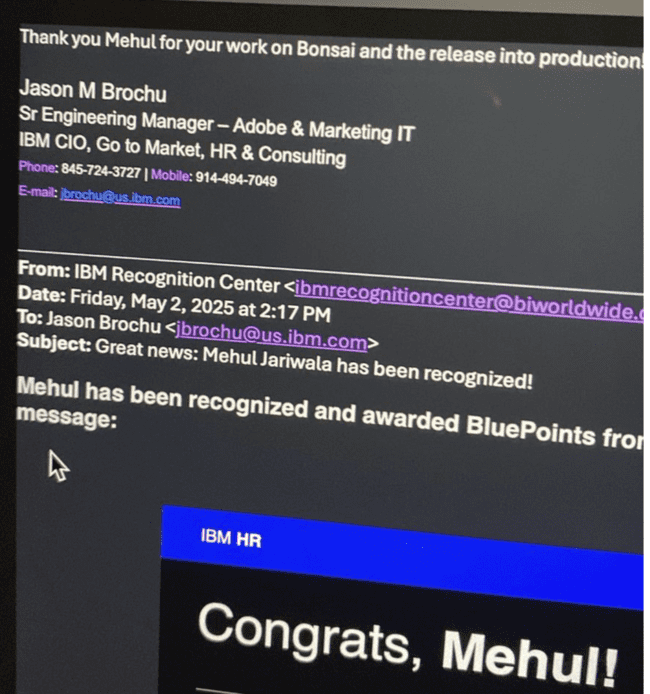 Thank you Mehul for your work on Bonsai and the release into production!
Jason M Brochu
Sr Engineering Manager – Adobe & Marketing IT
IBM CIO, Go to Market, HR & Consulting
Phone: 845-724-3727 | Mobile: 914-494-7049
E-mail: jbrochu@us.ibm.com
From: IBM Recognition Center <ibmrecognitioncenter@biworldwide.c
Date: Friday, May 2, 2025 at 2:17 PM
To: Jason Brochu <jbrochu@us.ibm.com>
Subject: Great news: Mehul Jariwala has been recognized!
Mehul has been recognized and awarded BluePoints from
message:
IBM HR
Congrats, Mehul!